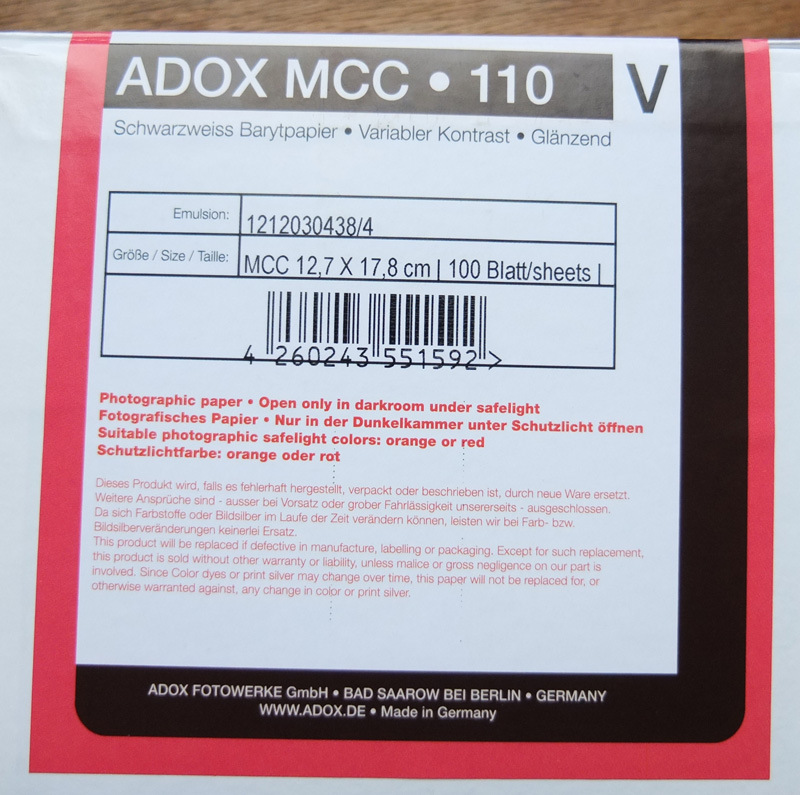 ADOX MCC • 110 V
Schwarzweiss Barytpapier • Variabler Kontrast • Glänzend
Emulsion: 1212030438/4
Größe / Size / Taille: MCC 12,7 X 17,8 cm | 100 Blatt/sheets |
4 260243 551592 >
Photographic paper • Open only in darkroom under safelight
Fotografisches Papier • Nur in der Dunkelkammer unter Schutzlicht öffnen
Suitable photographic safelight colors: orange or red
Schutzlichtfarbe: orange oder rot
Dieses Produkt wird, falls es fehlerhaft hergestellt, verpackt oder beschrieben ist, durch neue Ware ersetzt.
Weitere Ansprüche sind - ausser bei Vorsatz oder grober Fahrlässigkeit unsererseits - ausgeschlossen.
Da sich Farbstoffe oder Bildsilber im Laufe der Zeit verändern können, leisten wir bei Farb- bzw.
Bildsilberveränderungen keinerlei Ersatz.
This product will be replaced if defective in manufacture, labelling or packaging. Except for such replacement,
this product is sold without other warranty or liability, unless malice or gross negligence on our part is
involved. Since Color dyes or print silver may change over time, this paper will not be replaced for, or
otherwise warranted against, any change in color or print silver.
ADOX FOTOWERKE GmbH • BAD SAAROW BEI BERLIN • GERMANY
WWW.ADOX.DE • Made in Germany